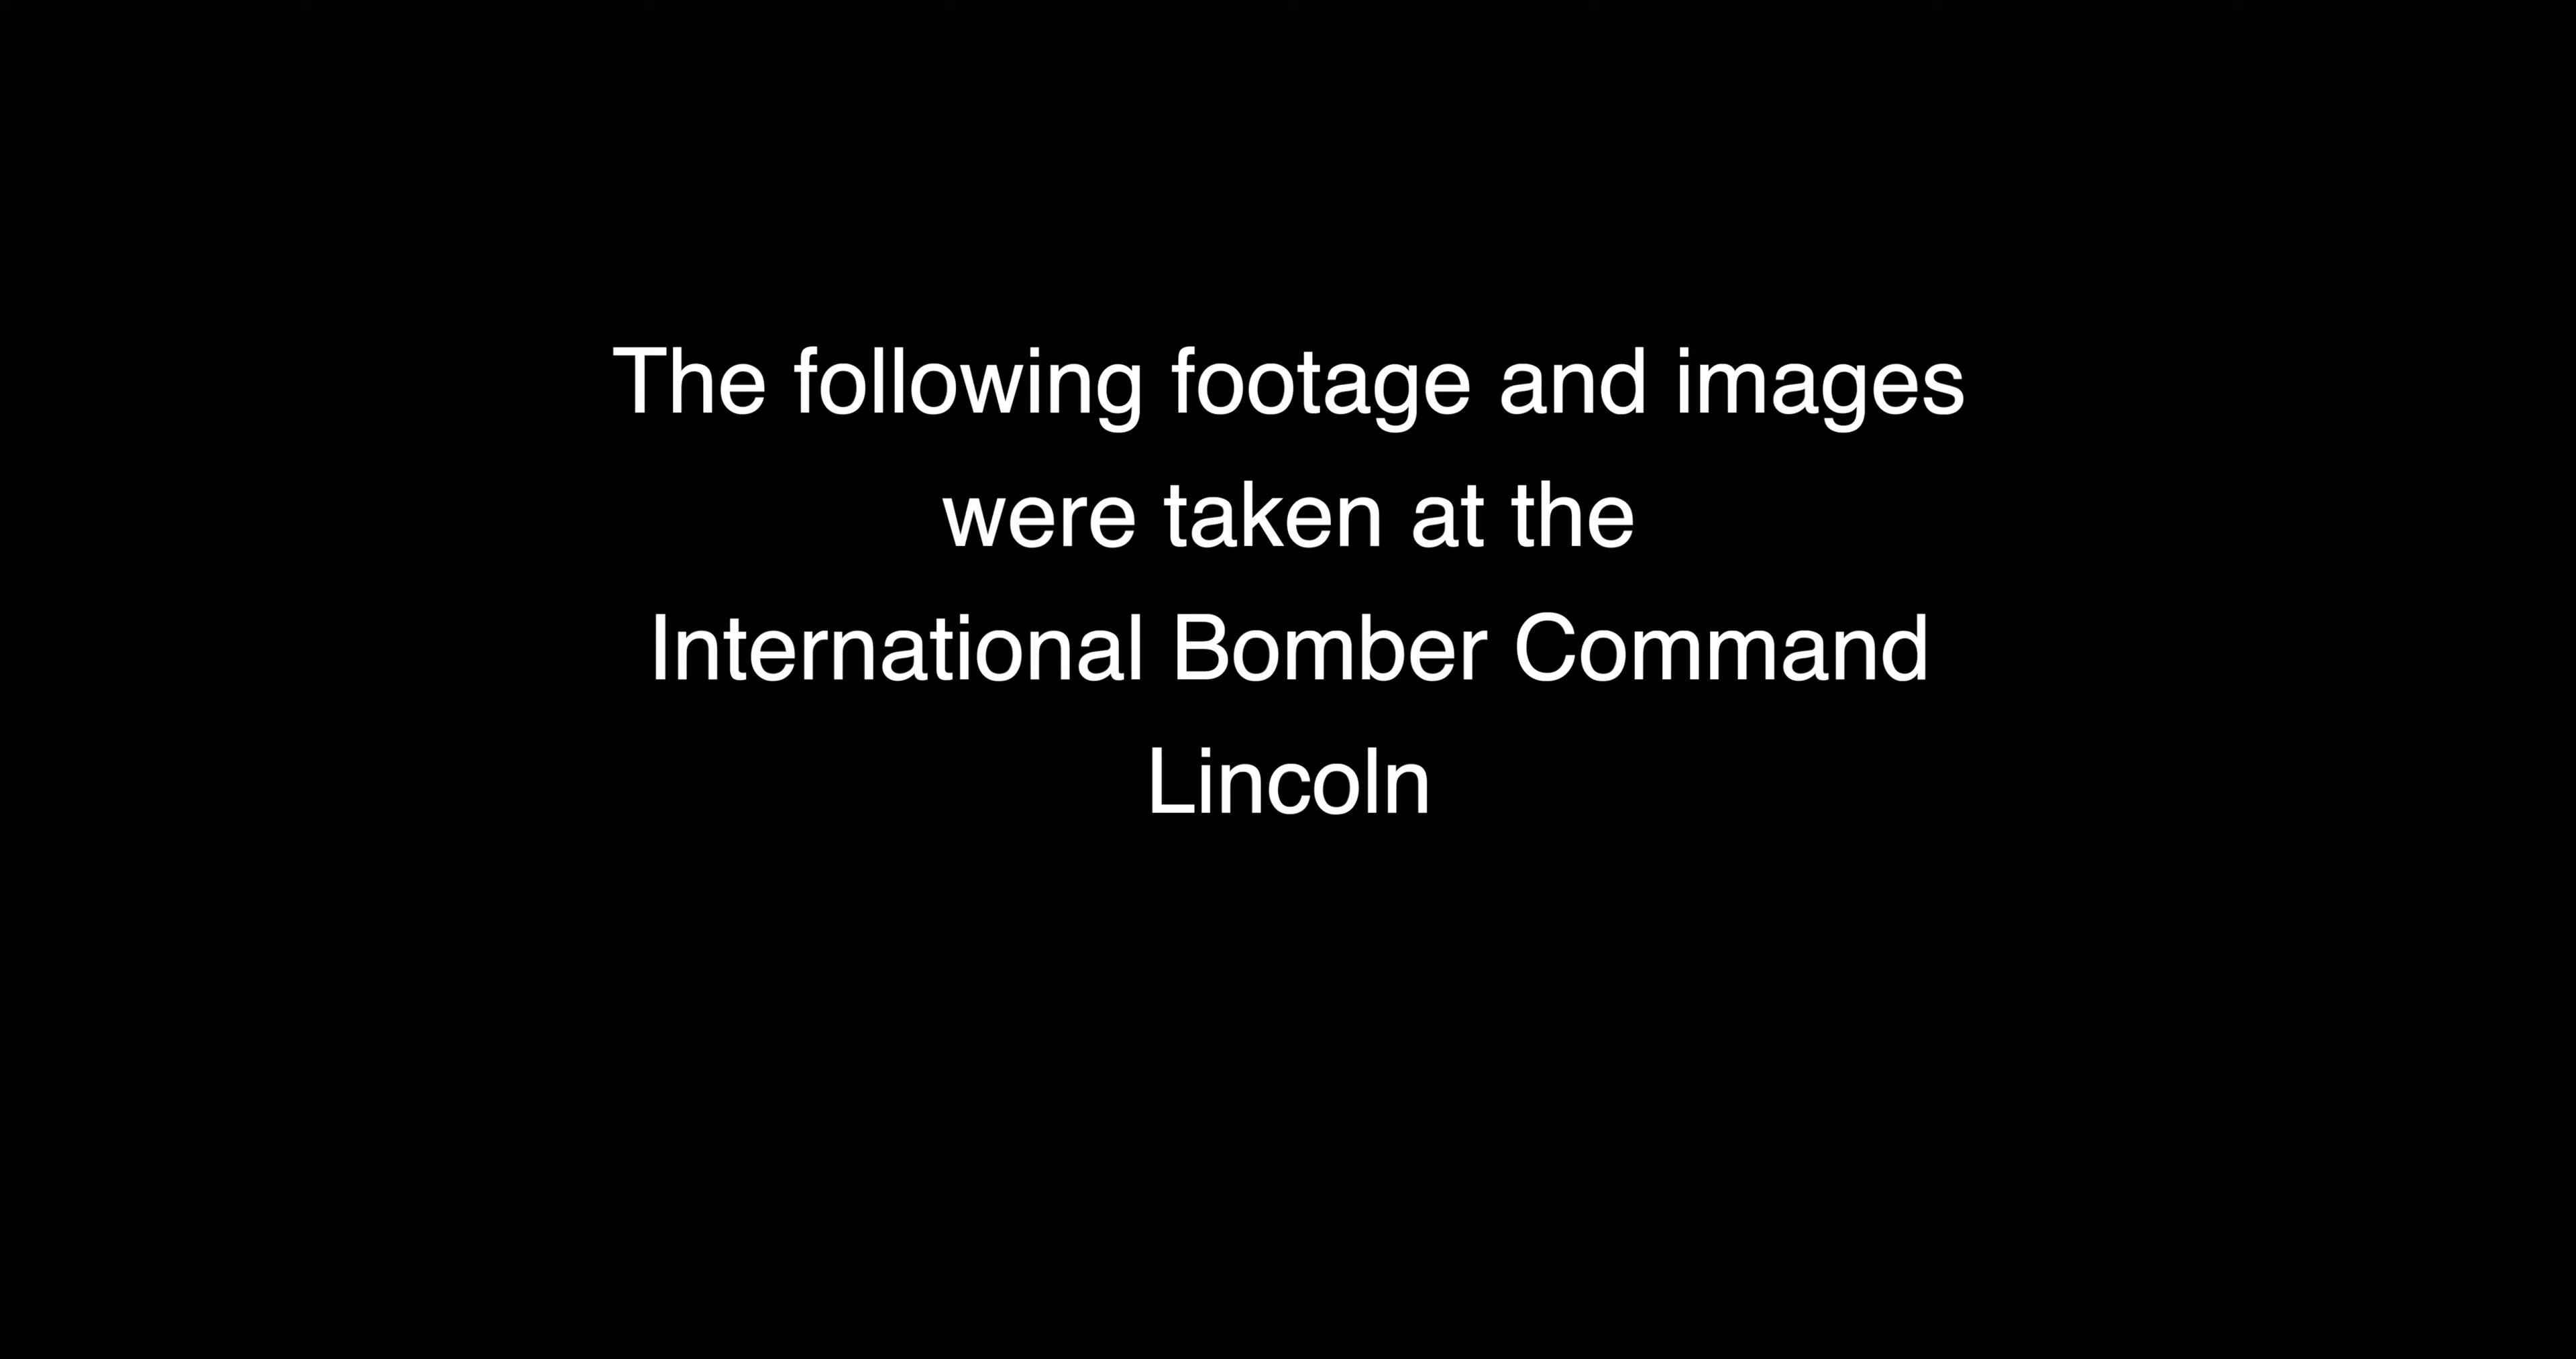 The following footage and images
were taken at the
International Bomber Command
Lincoln